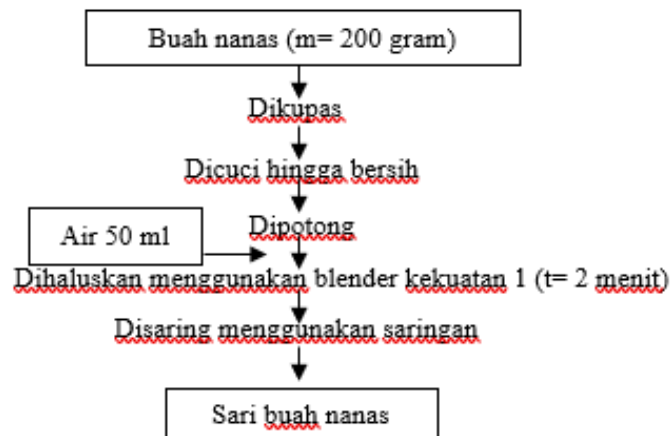 Buah nanas (m= 200 gram)
Dikupas
Dicuci hingga bersih
Dipotong
Air 50 ml
Dihaluskan menggunakan blender kekuatan 1 (t= 2 menit)
Disaring menggunakan saringan
Sari buah nanas